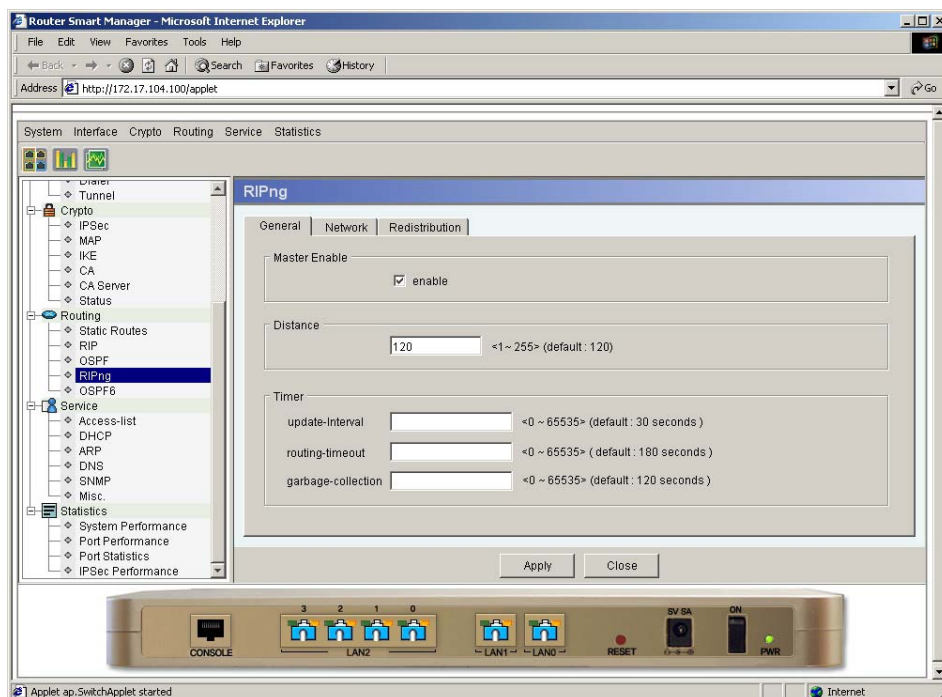 Router Smart Manager - Microsoft Internet Explorer
File Edit View Favorites Tools Help
Back Search Favorites History
Address http://172.17.104.100/applet Go
System Interface Crypto Routing Service Statistics
Dialer
Tunnel
Crypto
IPSec
MAP
IKE
CA
CA Server
Status
Routing
Static Routes
RIP
OSPF
RIPng
OSPF6
Service
Access-list
DHCP
ARP
DNS
SNMP
Misc.
Statistics
System Performance
Port Performance
Port Statistics
IPSec Performance
RIPng
General Network Redistribution
Master Enable
enable
Distance
120 <1~ 255> (default : 120)
Timer
update-Interval <0 ~ 65535> (default : 30 seconds )
routing-timeout <0 ~ 65535> ( default : 180 seconds )
garbage-collection <0 ~ 65535> (default : 120 seconds )
Apply Close
3 2 1 0 5V 5A ON
CONSOLE LAN2 LAN1 LAN0 RESET PWR
Applet ap.SwitchApplet started Internet